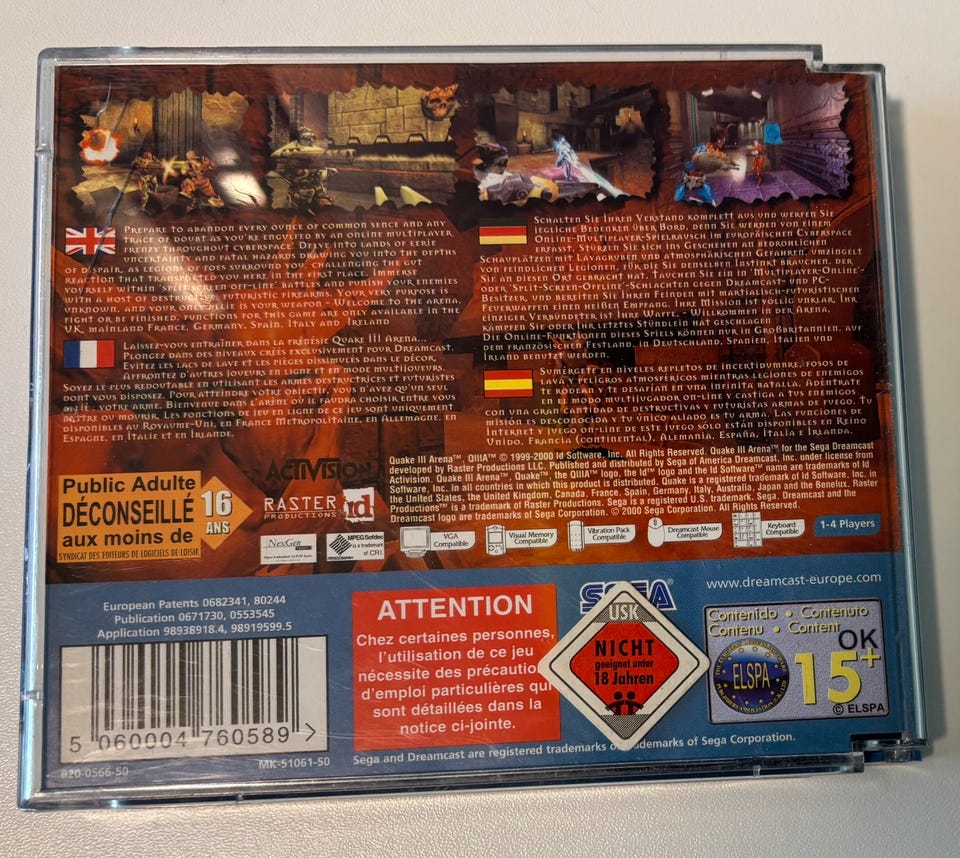 Prepare to abandon every ounce of common sence and any
trace of doubt as you're envoyled by an online multiplayer
frenzy throughout cyberspace! Delve into lands of eerie
uncertainty and fatal hazards dragging you into the depths
of despair, as legions of foes surround you, challenging the
reaction that transported you here in the first place. Immerse
yourself within 'split screen off-line' battle and punish your enemies
with a host of destructive, futuristic firearms. Your very purpose is
unknown, and your only allie is your weapon - Welcome to the arena,
fight or be finished. Functions for this game are only available in the
UK, mainland France, Germany, Spain, Italy and Ireland
Laissez-vous entraîner dans la frénésie Quake III Arena...
Plongez dans des niveaux créés exclusivement pour Dreamcast.
Evitez les lacs de lave et les pièges dissimulés dans le décor.
Affrontez d'autres joueurs en ligne et en mode multijoueurs.
Soyez le plus redoutable en utilisant les armes destructrices et futuristes
dont vous disposez. Pour atteindre votre objectif, vous n'avez qu'un seul
allié : votre arme. Bienvenue dans l'arène où il faudra choisir entre vous
battre ou mourir. Les fonctions de jeu en ligne de ce jeu sont uniquement
disponibles au Royaume-Uni, en France Metropolitaine, en Allemagne, en
Espagne, en Italie et en Irlande.
Schalten Sie Ihren Verstand komplett aus und werfen Sie
jegliche Bedenken über Bord, denn Sie werden von einem
Online-Multiplayer-Spielrausch im europäischen Cyberspace
erfasst. Stürzen Sie sich ins Geschehen an bedrohlichen
Schauplätzen mit Lavagruben und atmosphärischen Gefahren, umzingelt
von feindlichen Legionen, für die Sie denselben Instinkt brauchen, der
Sie an diesen Ort gebracht hat. Tauchen Sie ein in 'Multiplayer-Online'-
oder 'Split-Screen-Offline'-Schlachten gegen Dreamcast- und PC-
Besitzer, und bereiten Sie Ihren Feinden mit martialisch-futuristischen
Feuerwaffen einen heißen Empfang. Ihre Mission ist völlig unklar, Ihr
einziger Verbündeter ist Ihre Waffe. - Willkommen in der Arena.
Kämpfen Sie oder Ihr letztes Stündlein hat geschlagen
Die Online-Funktionen dieses Spiels können nur in Großbritannien, auf
dem französischen Festland, in Deutschland, Spanien, Italien und
Irland benutzt werden.
Sumérgete en niveles repletos de incertidumbre, fosos de
lava y peligros atmosféricos mientras legiones de enemigos
te rodean y te desafían en una infinita batalla. Adéntrate
en el modo multijugador on-line y castiga a tus enemigos
con una gran cantidad de destructivas y futuristas armas de fuego. Tu
misión es desconocida y tu único aliado es tu arma. Las funciones de
Internet y juego on-line de este juego sólo están disponibles en Reino
Unido, Francia (continental), Alemania, España, Italia e Irlanda.
Quake III Arena™, QIIIA™ © 1999-2000 Id Software, Inc. All Rights Reserved. Quake III Arena™ for the Sega Dreamcast
developed by Raster Productions LLC. Published and distributed by Sega of America Dreamcast, Inc. under license from
Activision. Quake III Arena™, Quake™, the QIIIA™ logo, the Id™ logo and the Id Software™ name are trademarks of Id
Software, Inc. in all countries in which the product is distributed. Quake is a registered trademark of Id Software, Inc. in
the United States, the United Kingdom, Canada, France, Spain, Germany, Italy, Australia, Japan and the Benelux. Raster
Productions™ is a trademark of Raster Productions™. Sega is a registered U.S. trademark. Sega, Dreamcast and the
Dreamcast logo are trademarks of Sega Corporation. © 2000 Sega Corporation. All Rights Reserved.
Public Adulte
DÉCONSEILLÉ
aux moins de
16
ANS
SYNDICAT DES EDITEURS DE LOGICIELS DE LOISIR
ACTIVISION
RASTER
PRODUCTIONS
rd
NexGen
MPEG Sofdec
is a trademark
of CRI.
VGA
Compatible
Visual Memory
Compatible
Vibration Pack
Compatible
Dreamcast Mouse
Compatible
Keyboard
Compatible
1-4 Players
European Patents 0682341, 80244
Publication 0671730, 0553545
Application 98938918.4, 98919599.5
5 060004 760589 >
820-0566-50
MK-51061-50
ATTENTION
Chez certaines personnes,
l'utilisation de ce jeu
nécessite des précautio
d'emploi particulières qui
sont détaillées dans la
notice ci-jointe.
SEGA
www.dreamcast-europe.com
USK
NICHT
geeignet unter
18 Jahren
Contenido • Contenuto
Contenu • Content
OK
ELSPA
15+
© ELSPA
Sega and Dreamcast are registered trademarks o demarks of Sega Corporation.